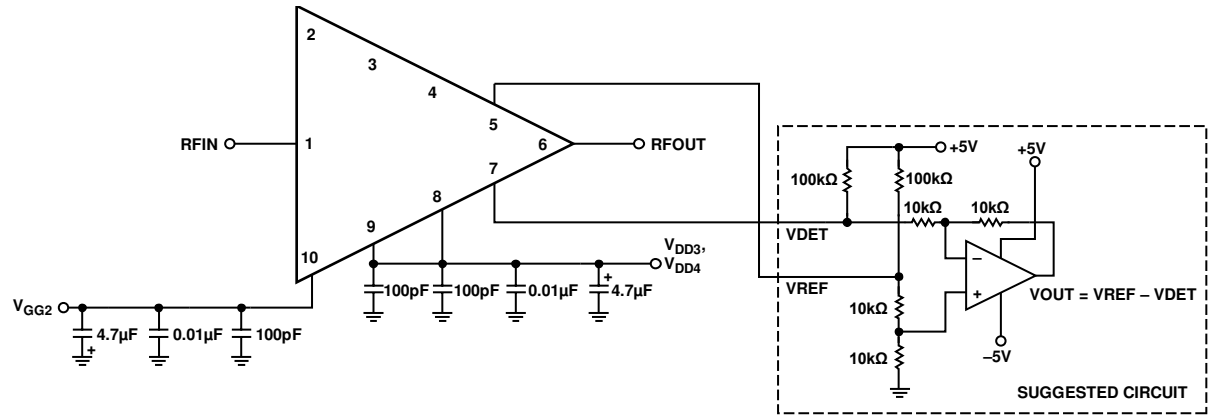 2
3
4
5
RFIN
1
6
RFOUT
7
8
9
10
VDD3,
VDD4
100pF
100pF
0.01µF
+
4.7µF
VGG2
4.7µF
+
0.01µF
100pF
+5V
+5V
100kΩ
100kΩ
10kΩ
10kΩ
VDET
–
+
VREF
10kΩ
VOUT = VREF – VDET
10kΩ
–5V
SUGGESTED CIRCUIT